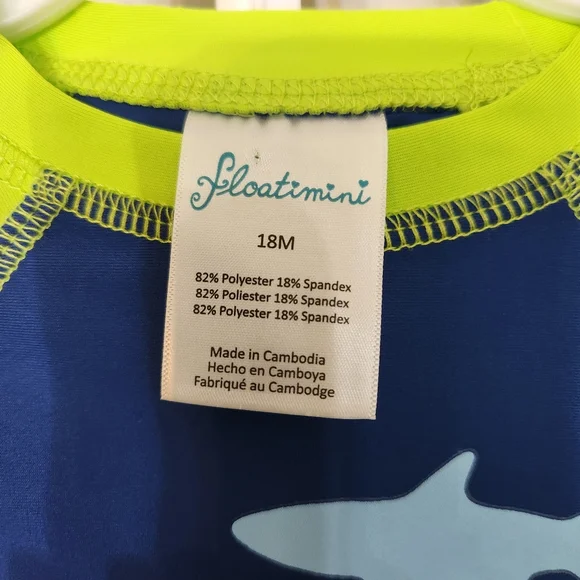 floatimini
18M
82% Polyester 18% Spandex
82% Poliester 18% Spandex
82% Polyester 18% Spandex
Made in Cambodia
Hecho en Camboya
Fabriqué au Cambodge